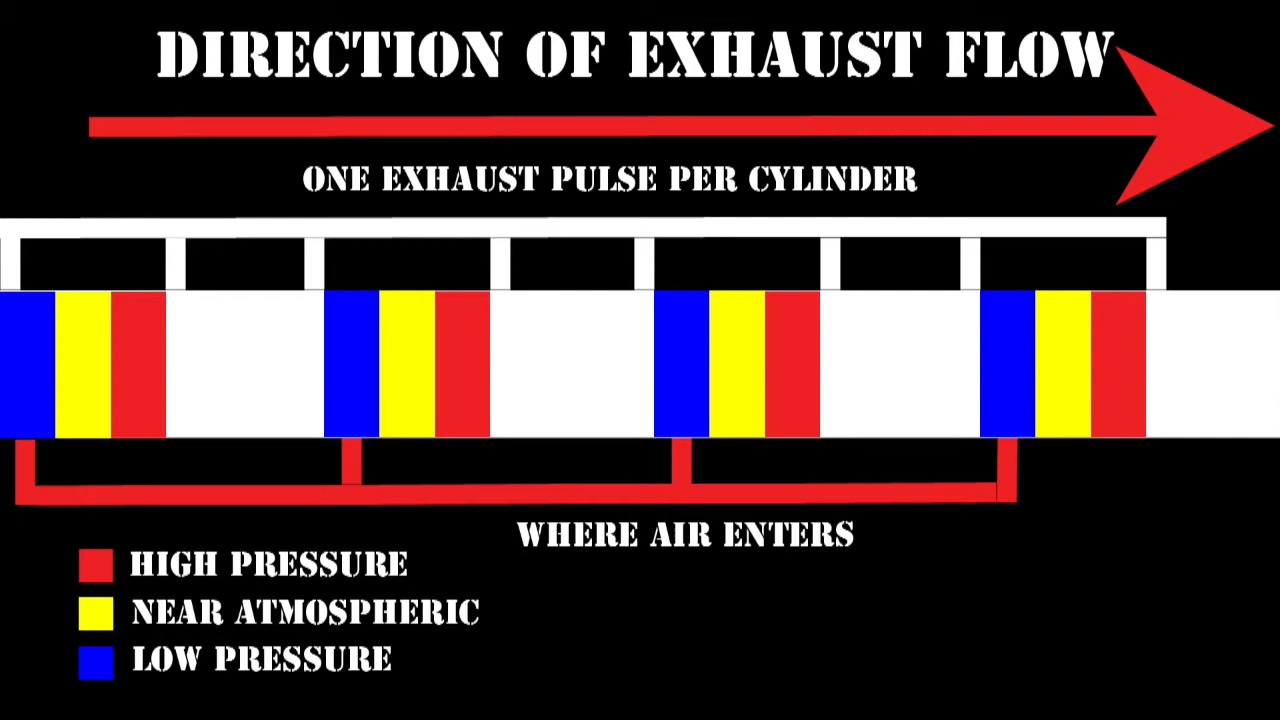 DIRECTION OF EXHAUST FLOW
ONE EXHAUST PULSE PER CYLINDER
WHERE AIR ENTERS
HIGH PRESSURE
NEAR ATMOSPHERIC
LOW PRESSURE